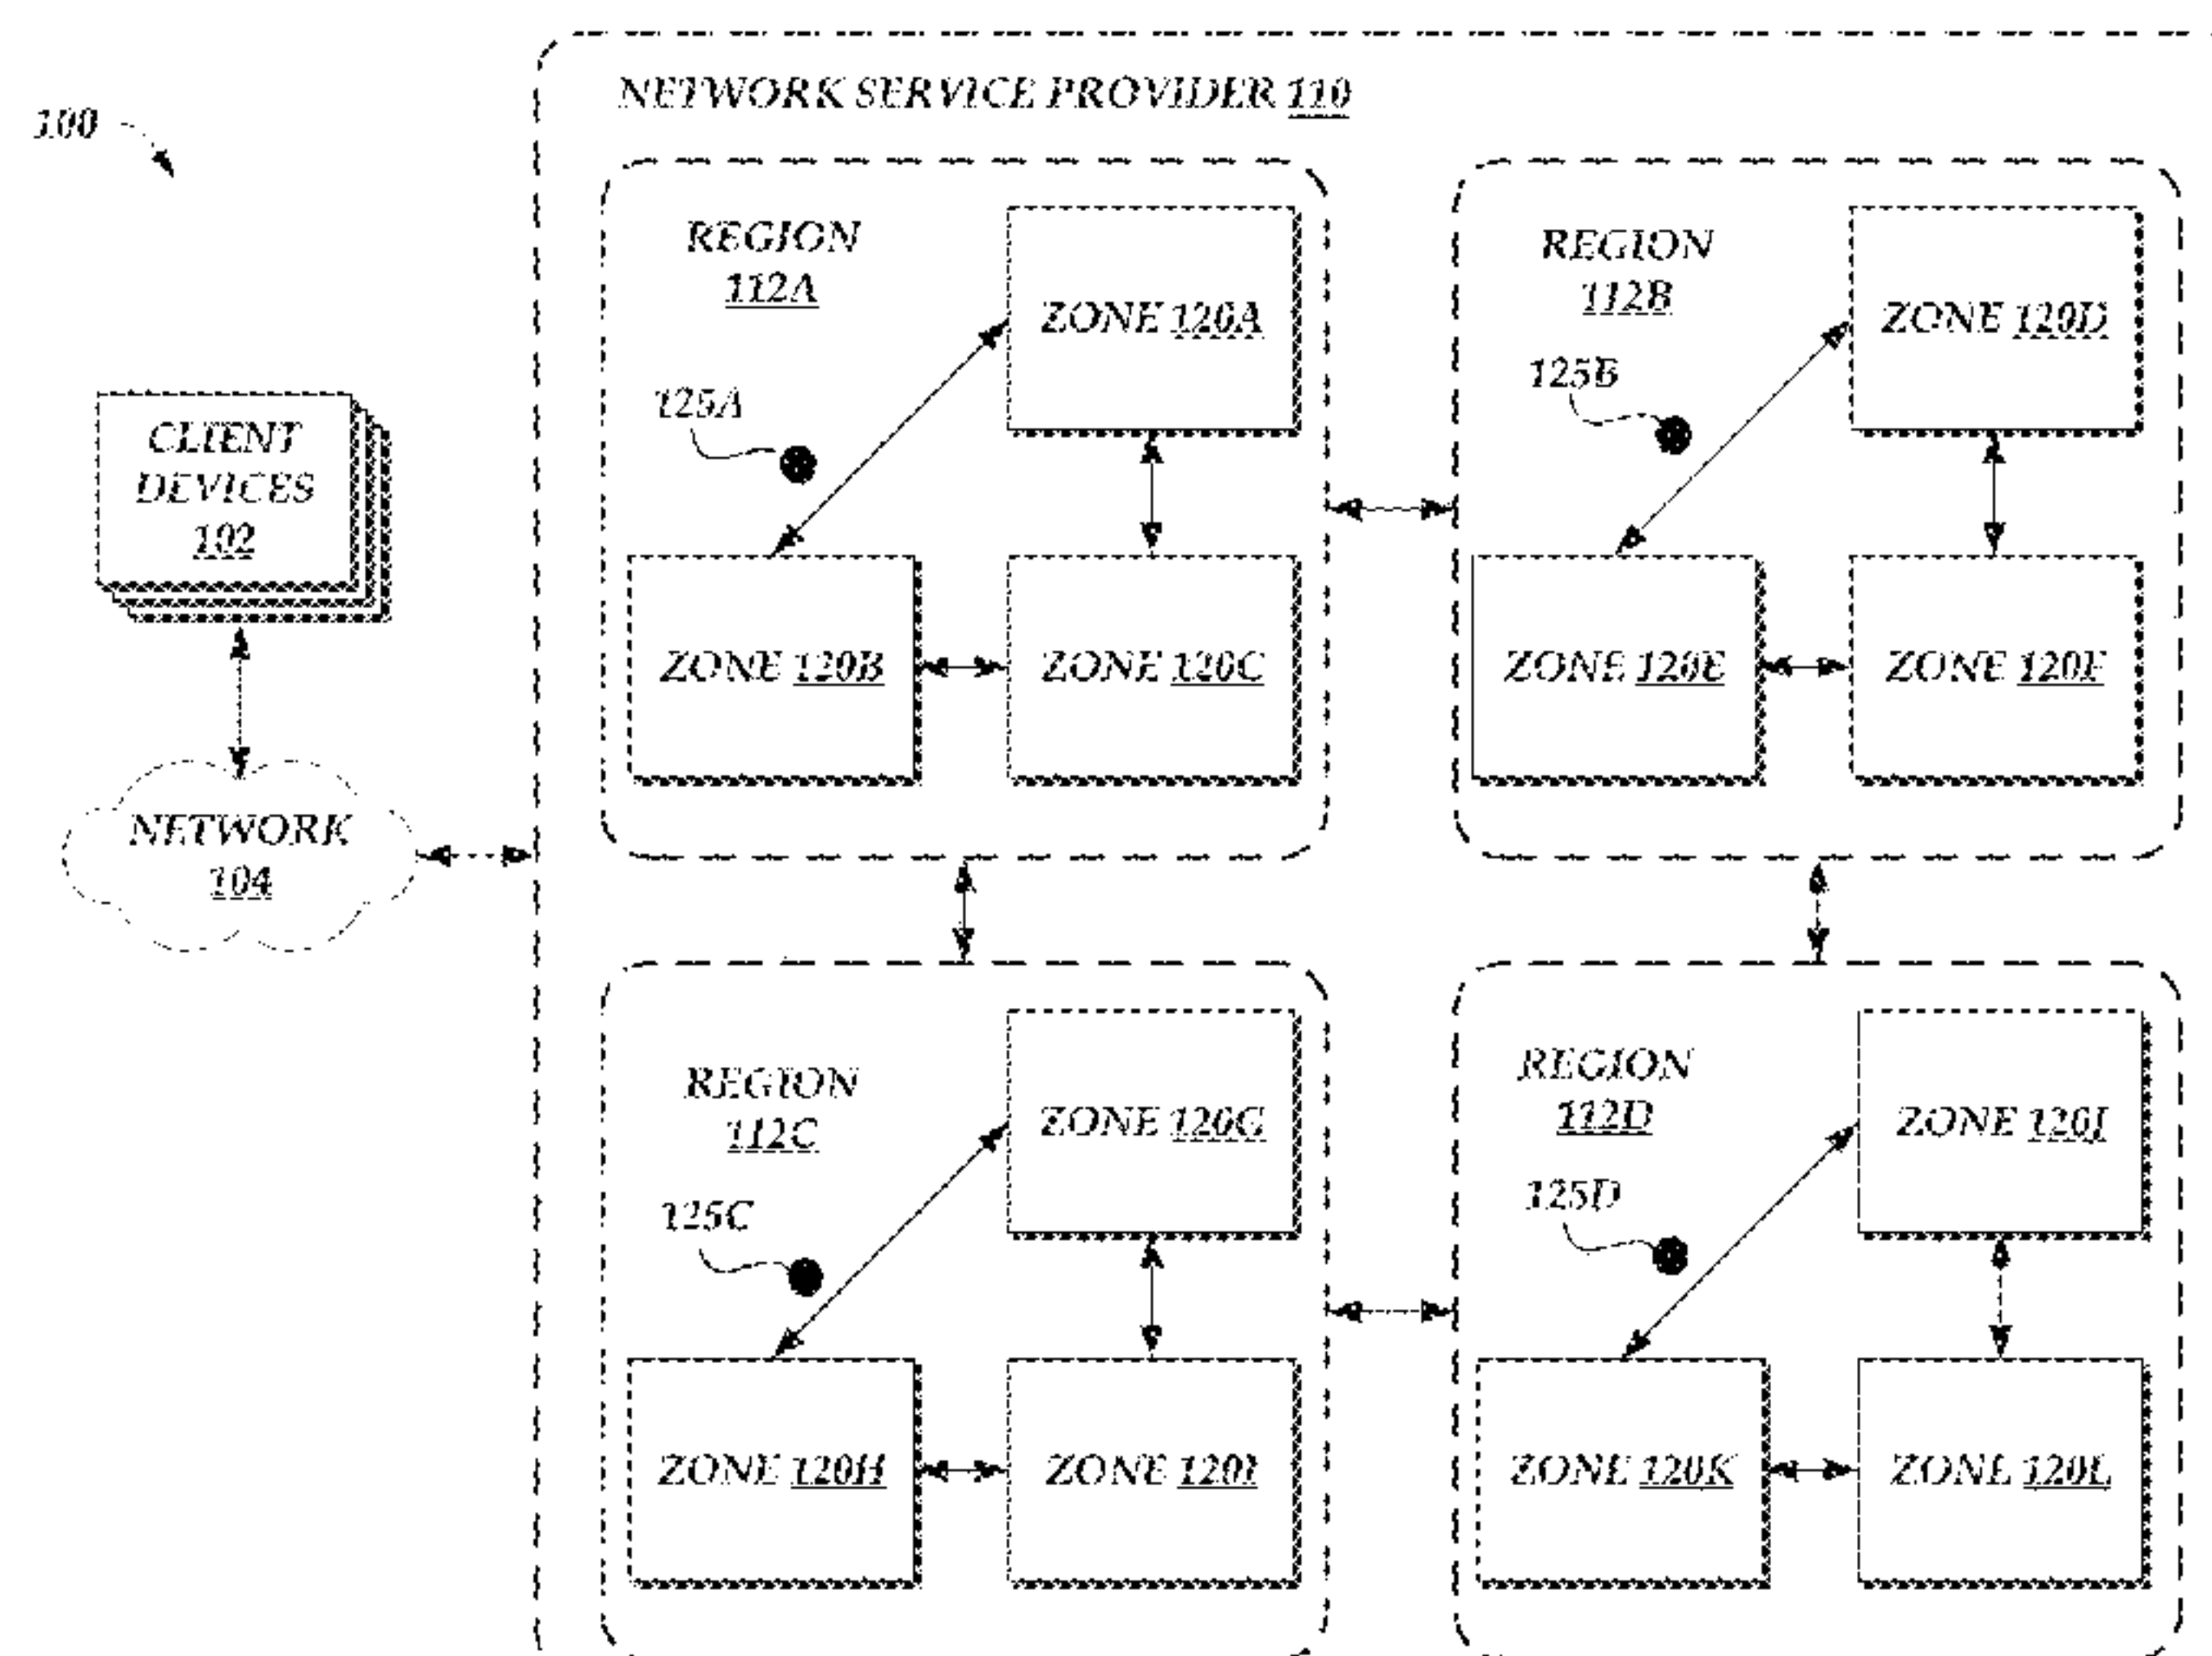 100
NETWORK SERVICE PROVIDER 110
REGION
112A
ZONE 120A
125A
ZONE 120B
ZONE 120C
REGION
112B
ZONE 120D
125B
ZONE 120E
ZONE 120F
CLIENT
DEVICES
102
NETWORK
104
REGION
112C
ZONE 120G
125C
ZONE 120H
ZONE 120I
REGION
112D
ZONE 120J
125D
ZONE 120K
ZONE 120L